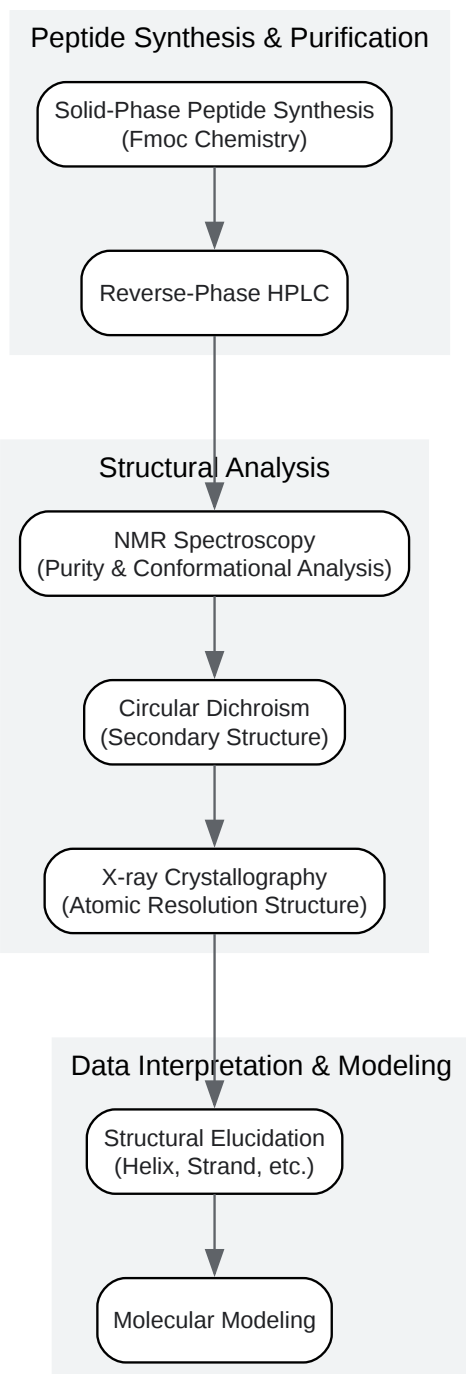 Peptide Synthesis & Purification
Solid-Phase Peptide Synthesis
(Fmoc Chemistry)
Reverse-Phase HPLC
Structural Analysis
NMR Spectroscopy
(Purity & Conformational Analysis)
Circular Dichroism
(Secondary Structure)
X-ray Crystallography
(Atomic Resolution Structure)
Data Interpretation & Modeling
Structural Elucidation
(Helix, Strand, etc.)
Molecular Modeling